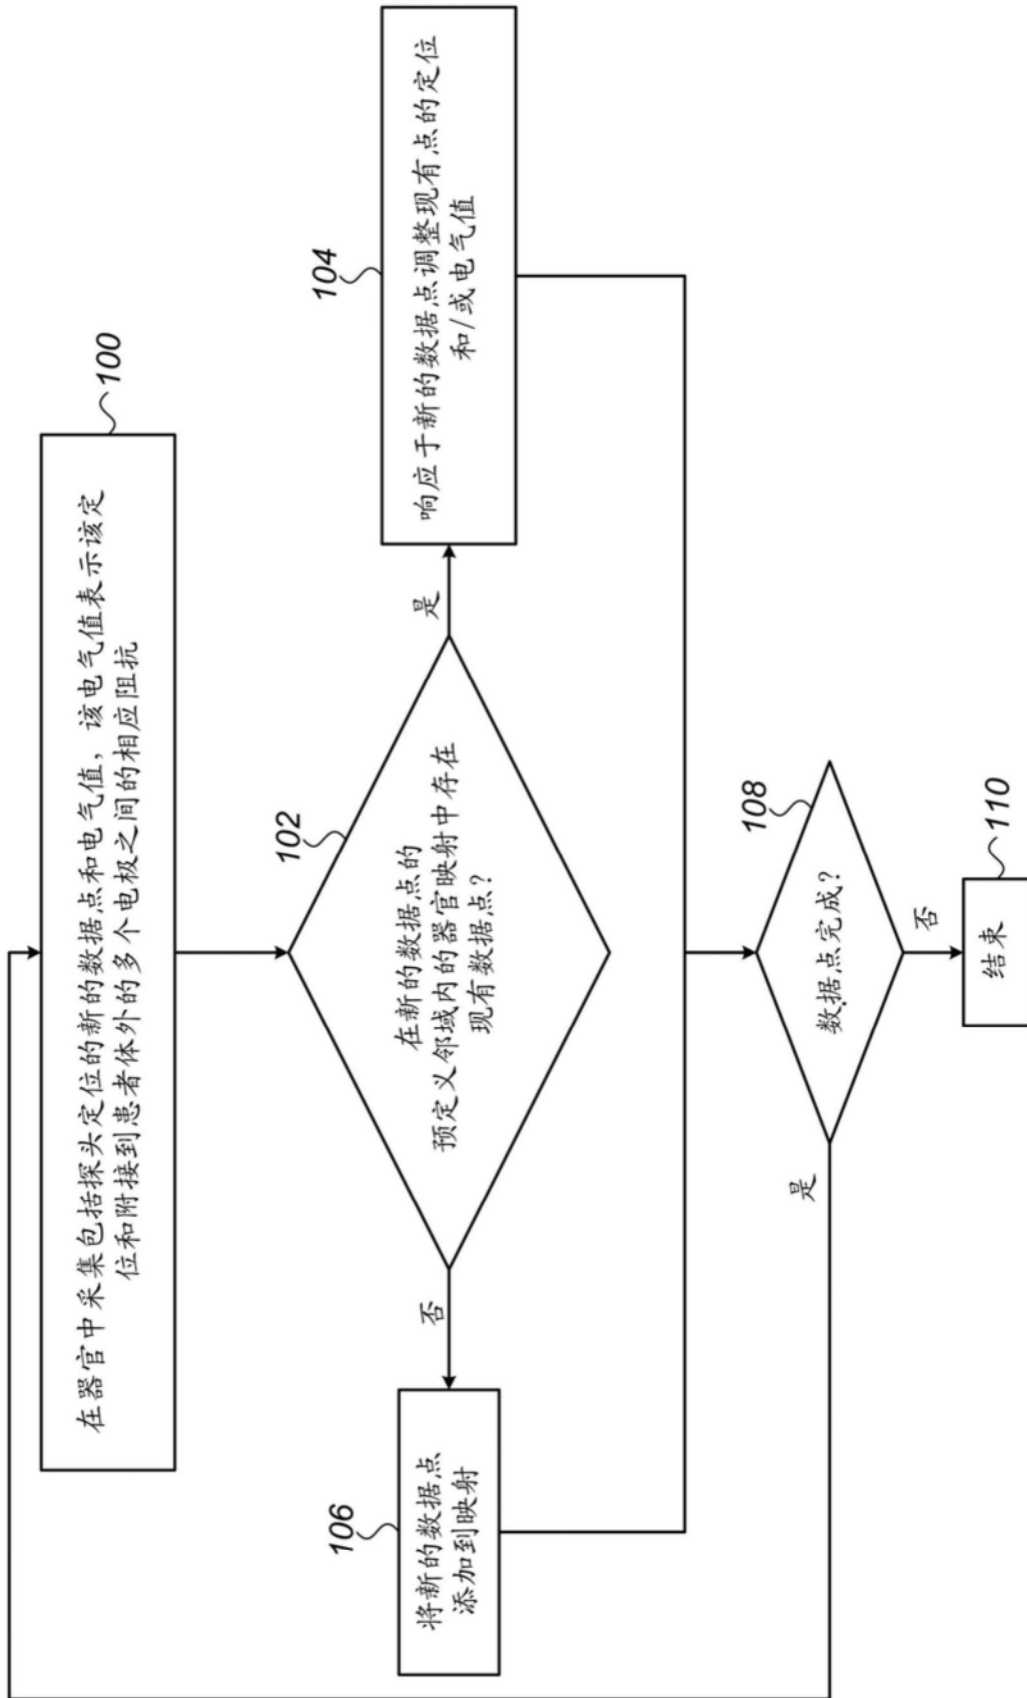 100
在器官中采集包括探头定位的新的数据点和电气值，该电气值表示该定
位和附接到患者体外的多个电极之间的相应阻抗
102
在新的数据点的
预定义邻域内的器官映射中存在
现有数据点？
否
是
106
将新的数据点
添加到映射
104
响应于新的数据点调整现有点的定位
和/或电气值
108
数据点完成？
是
否
110
结束